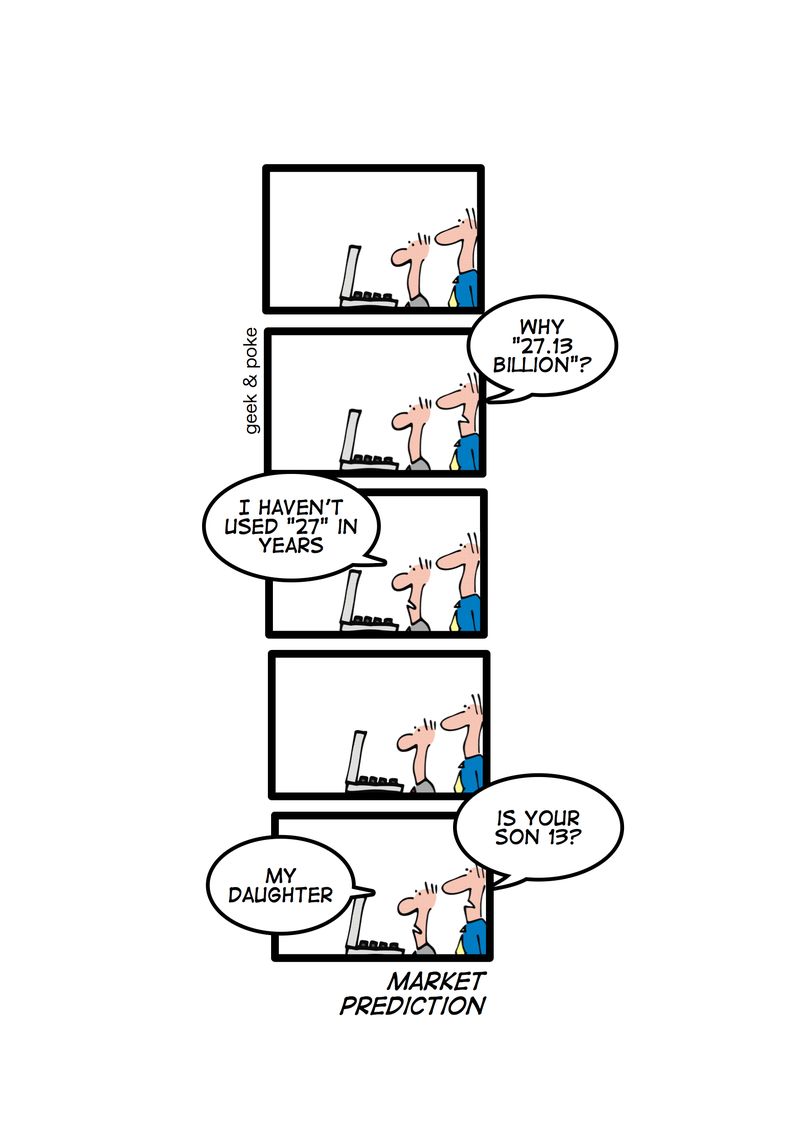 WHY
"27.13
BILLION"?
geek & poke
I HAVEN'T
USED "27" IN
YEARS
IS YOUR
SON 13?
MY
DAUGHTER
MARKET
PREDICTION